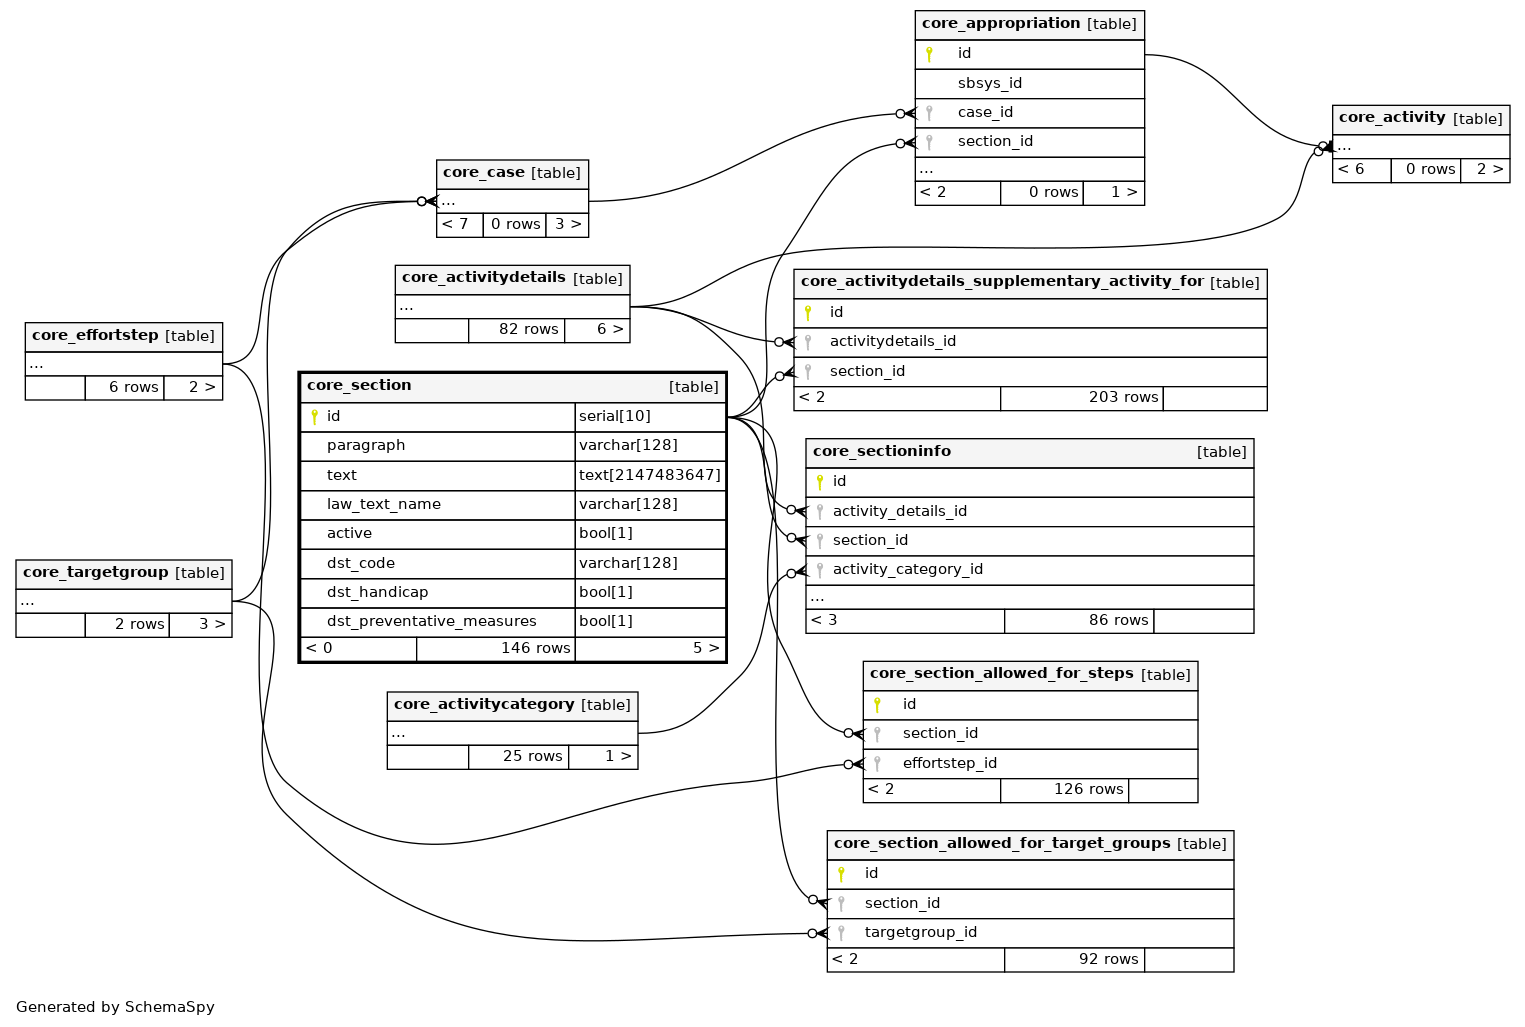 core_appropriation [table]
id
sbsys_id
case_id
section_id
...
< 2 0 rows 1 >
core_activity [table]
...
< 6 0 rows 2 >
core_case [table]
...
< 7 0 rows 3 >
core_activitydetails [table]
...
82 rows 6 >
core_activitydetails_supplementary_activity_for [table]
id
activitydetails_id
section_id
< 2 203 rows
core_effortstep [table]
...
6 rows 2 >
core_section [table]
id serial[10]
paragraph varchar[128]
text text[2147483647]
law_text_name varchar[128]
active bool[1]
dst_code varchar[128]
dst_handicap bool[1]
dst_preventative_measures bool[1]
< 0 146 rows 5 >
core_sectioninfo [table]
id
activity_details_id
section_id
activity_category_id
...
< 3 86 rows
core_targetgroup [table]
...
2 rows 3 >
core_section_allowed_for_steps [table]
id
section_id
effortstep_id
< 2 126 rows
core_activitycategory [table]
...
25 rows 1 >
core_section_allowed_for_target_groups [table]
id
section_id
targetgroup_id
< 2 92 rows
Generated by SchemaSpy